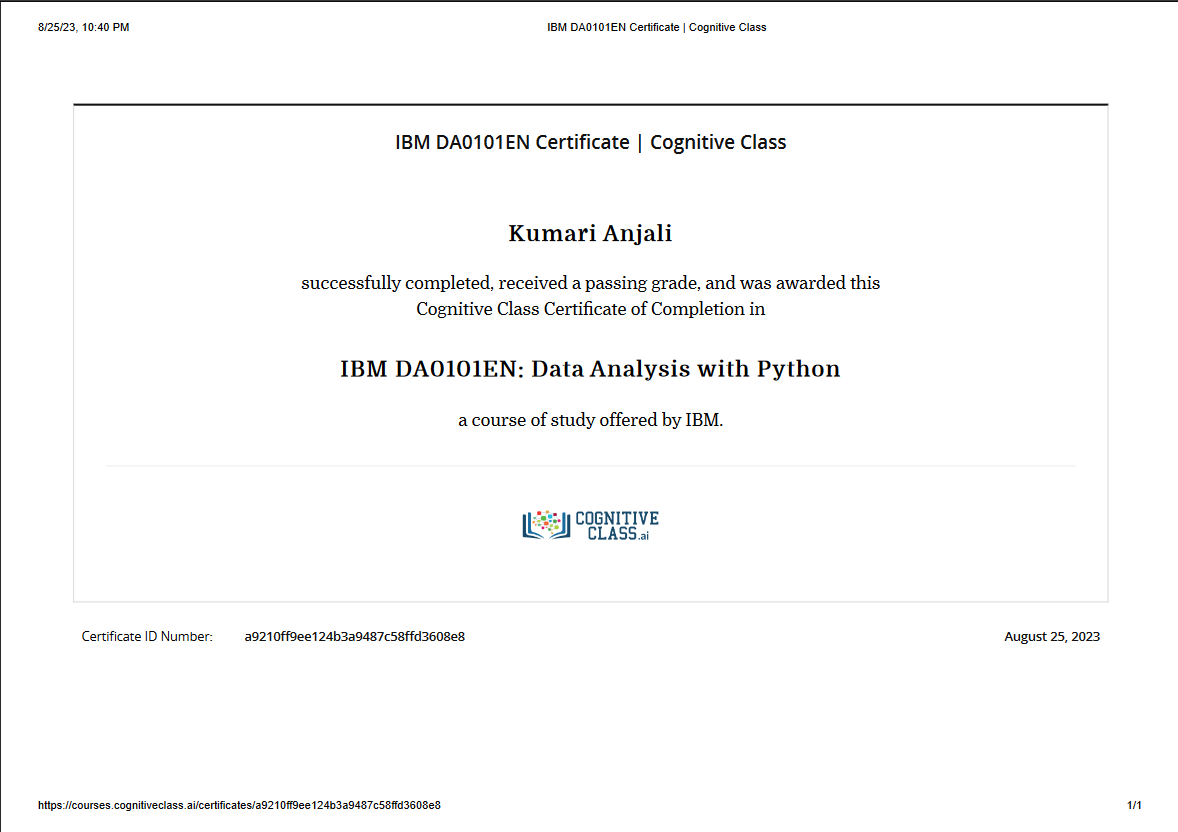 8/25/23, 10:40 PM IBM DA0101EN Certificate | Cognitive Class
IBM DA0101EN Certificate | Cognitive Class
Kumari Anjali
successfully completed, received a passing grade, and was awarded this
Cognitive Class Certificate of Completion in
IBM DA0101EN: Data Analysis with Python
a course of study offered by IBM.
COGNITIVE
CLASS.ai
Certificate ID Number: a9210ff9ee124b3a9487c58ffd3608e8 August 25, 2023
https://courses.cognitiveclass.ai/certificates/a9210ff9ee124b3a9487c58ffd3608e8 1/1